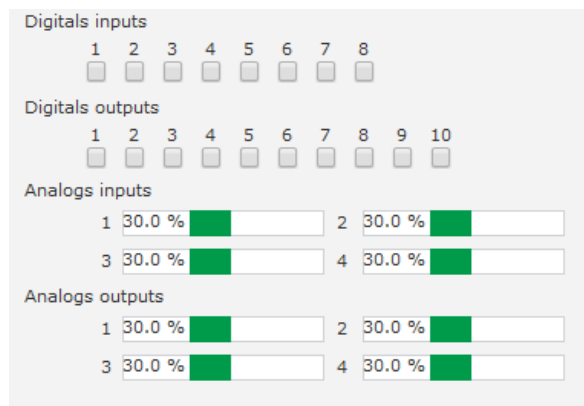 Digitals inputs
1 2 3 4 5 6 7 8
Digitals outputs
1 2 3 4 5 6 7 8 9 10
Analogs inputs
1 30.0 % 2 30.0 %
3 30.0 % 4 30.0 %
Analogs outputs
1 30.0 % 2 30.0 %
3 30.0 % 4 30.0 %